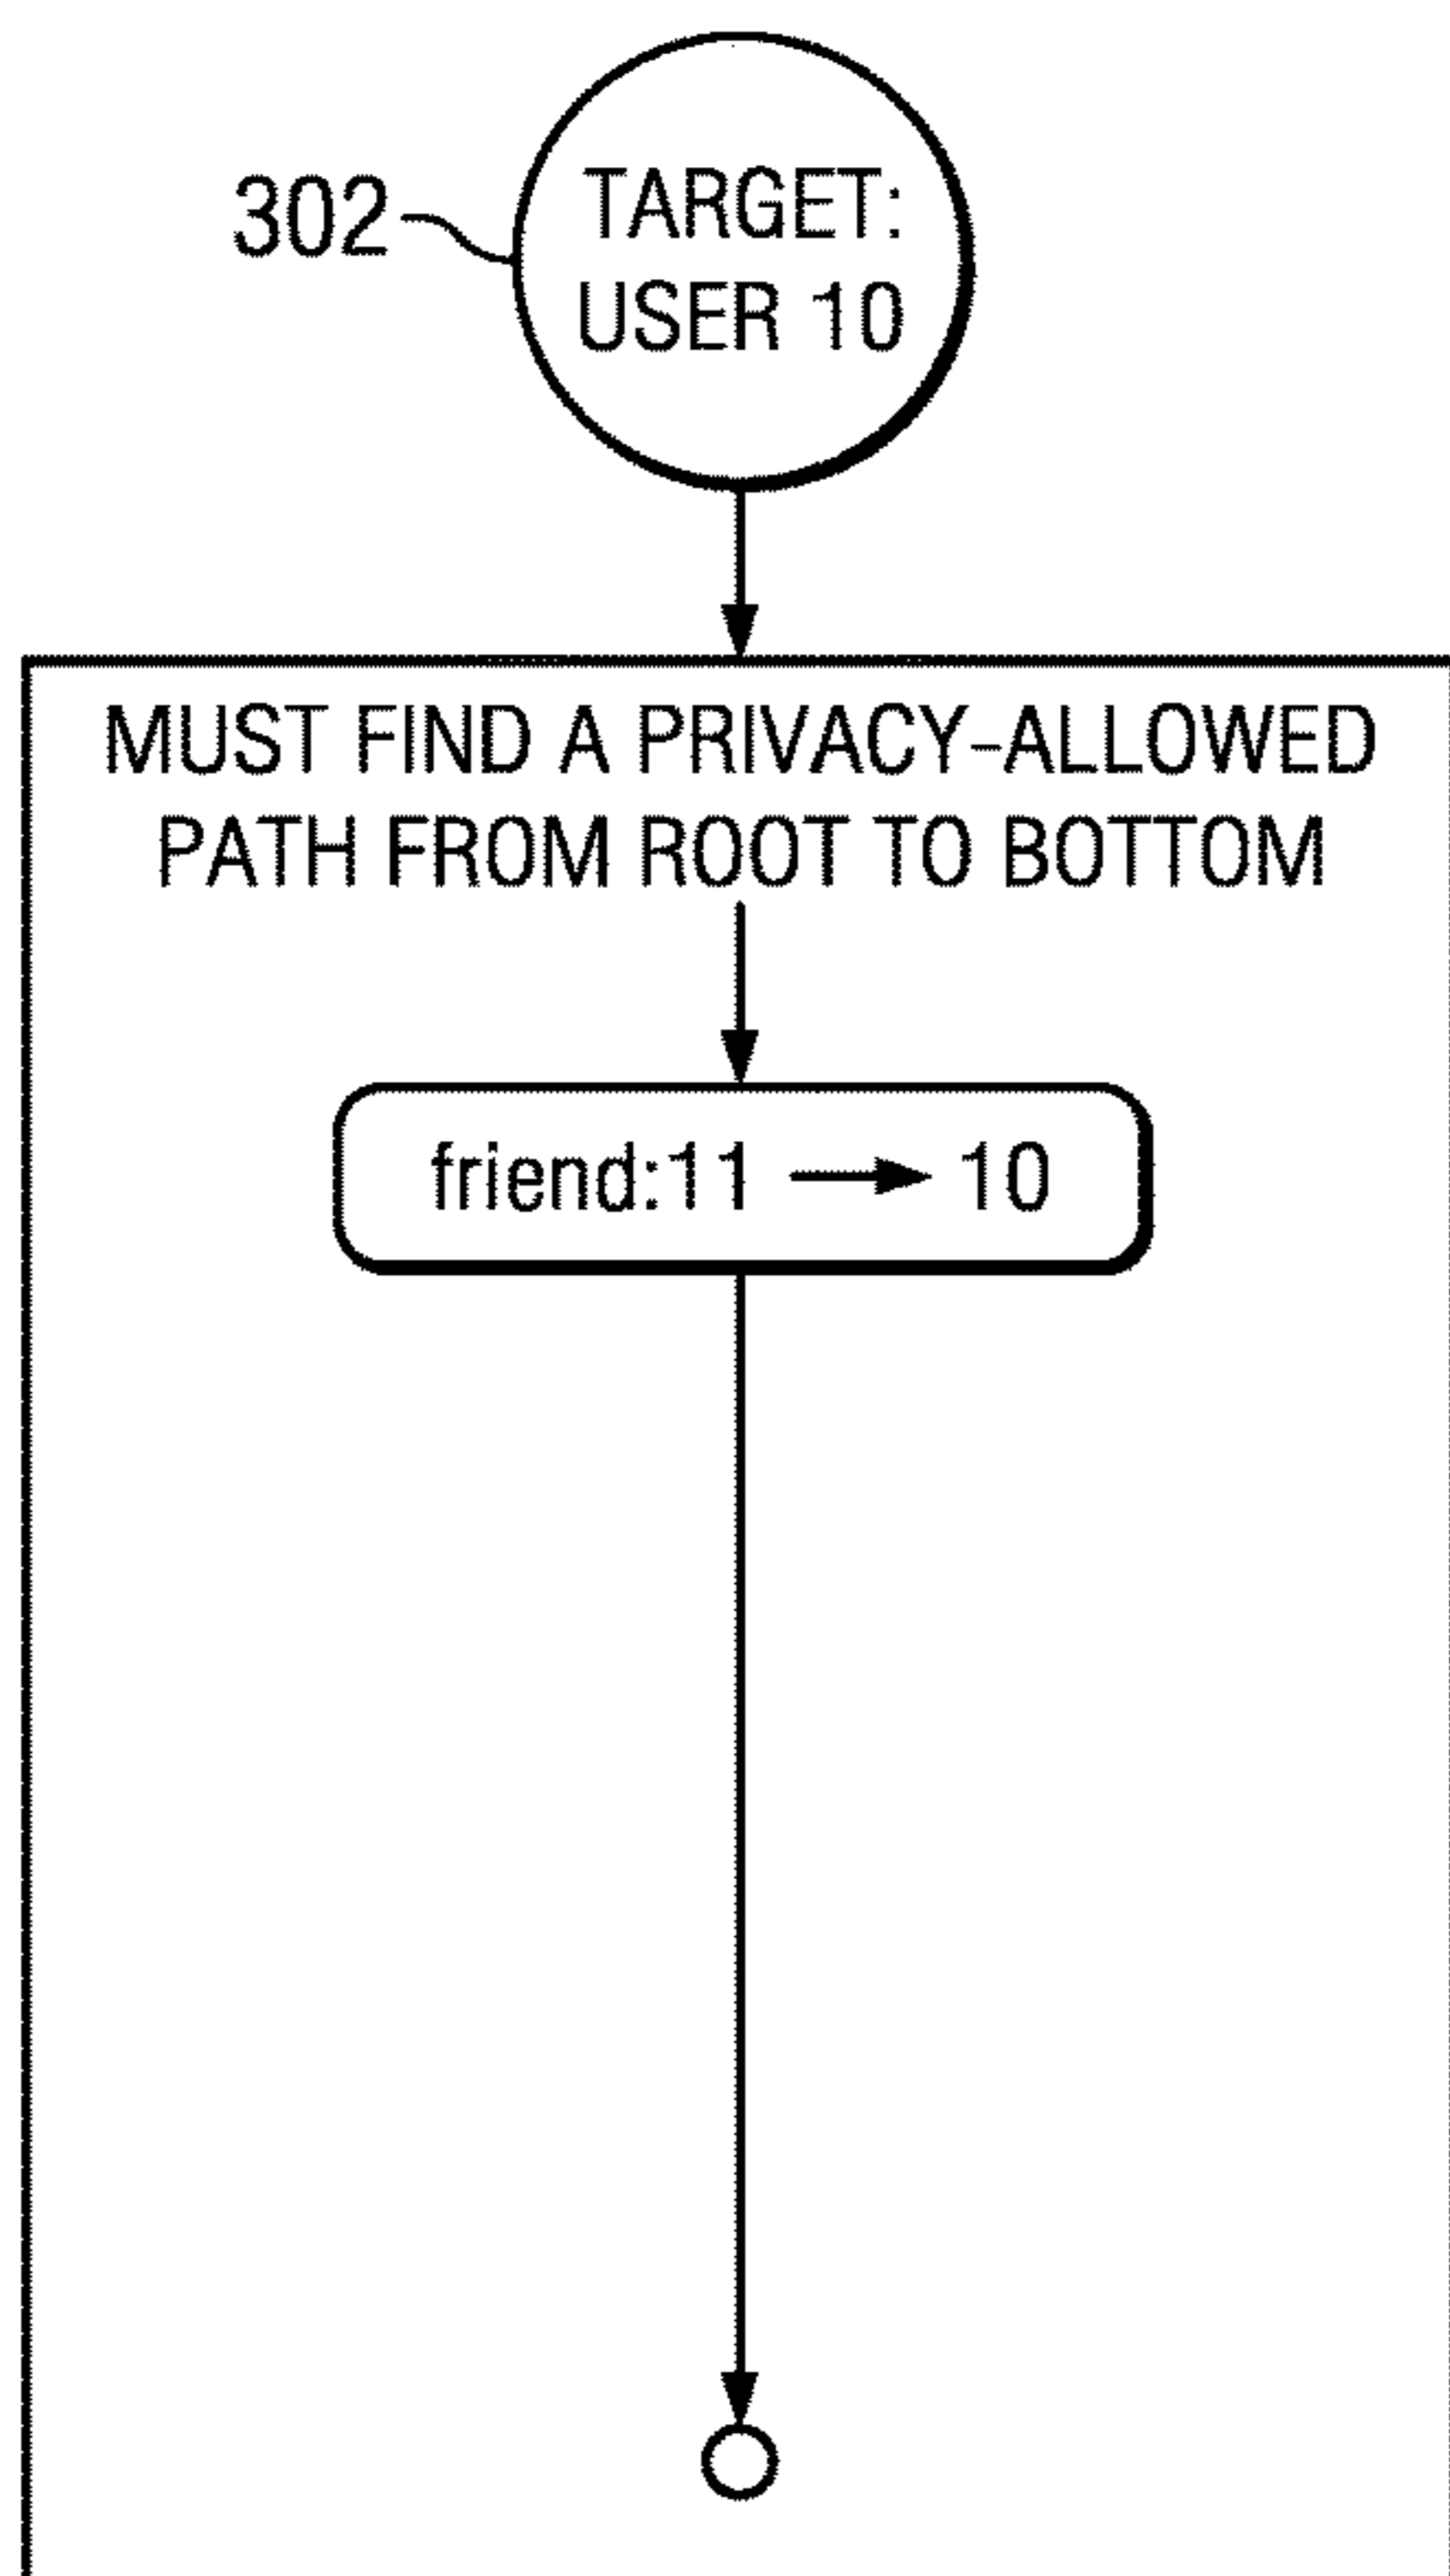 302
TARGET:
USER 10
MUST FIND A PRIVACY-ALLOWED
PATH FROM ROOT TO BOTTOM
friend:11 → 10